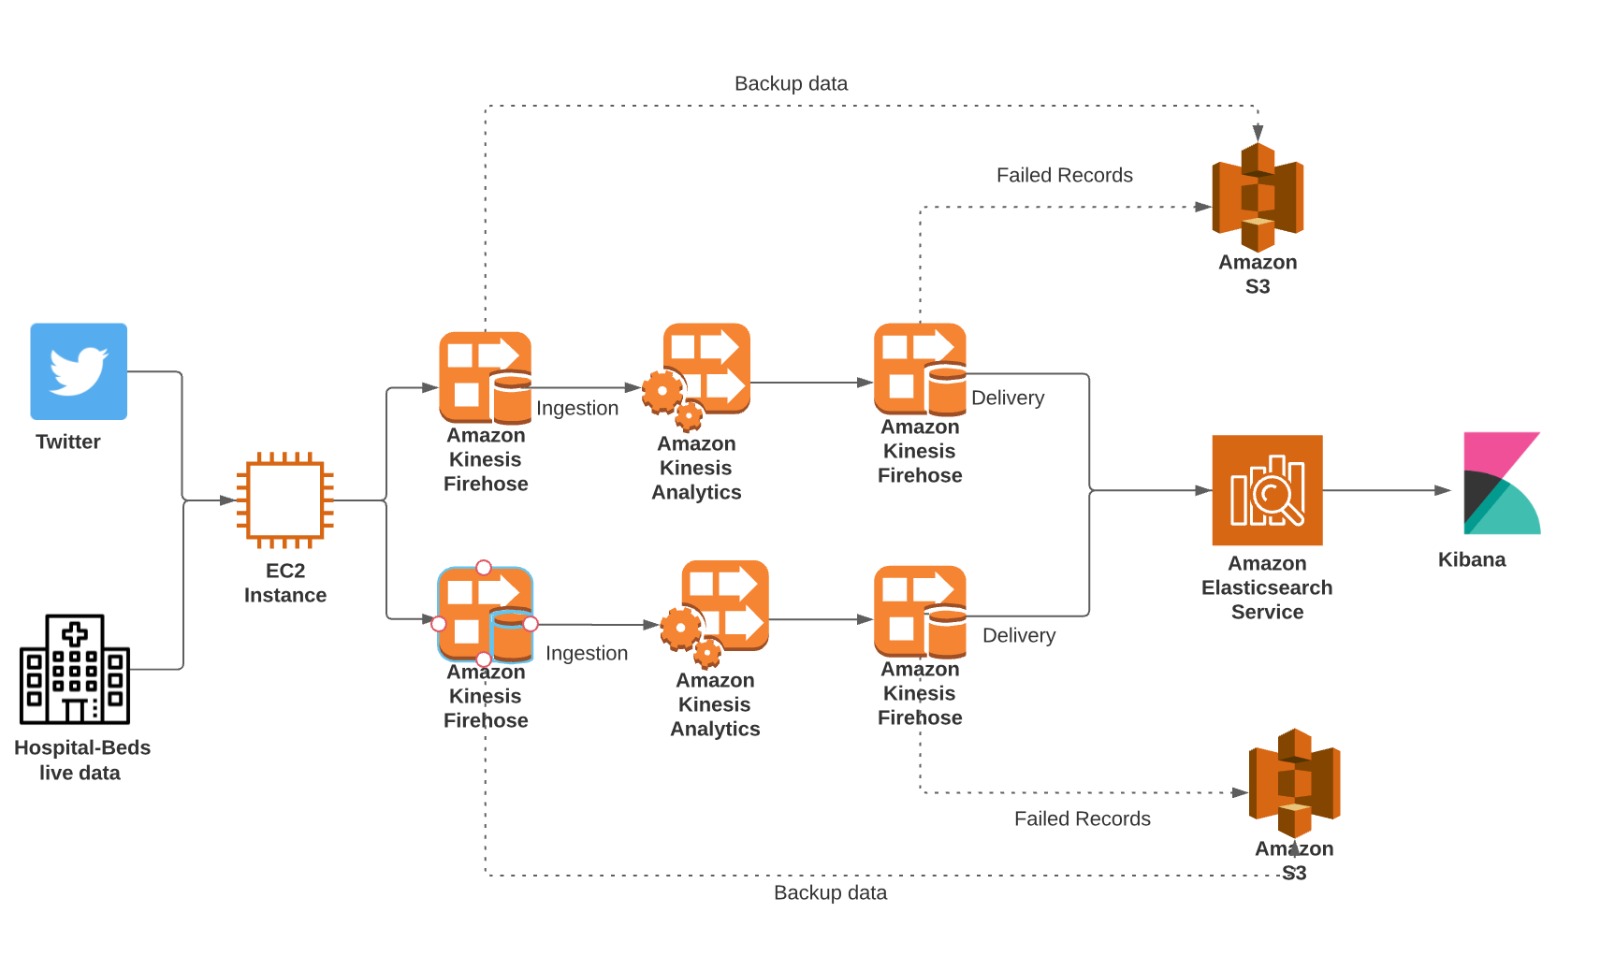 Backup data
Failed Records
Amazon
S3
Twitter
Ingestion
Delivery
Amazon
Kinesis
Firehose
Amazon
Kinesis
Analytics
Amazon
Kinesis
Firehose
EC2
Instance
Amazon
Elasticsearch
Service
Kibana
Hospital-Beds
live data
Ingestion
Delivery
Amazon
Kinesis
Firehose
Amazon
Kinesis
Analytics
Amazon
Kinesis
Firehose
Failed Records
Amazon
S3
Backup data